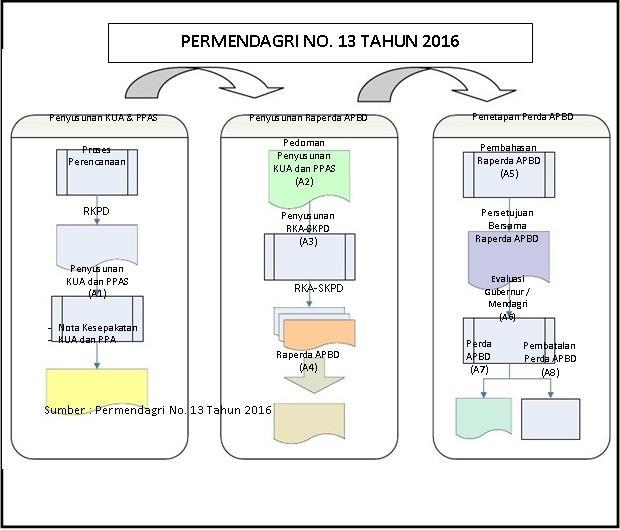 PERMENDAGRI NO. 13 TAHUN 2016
Penyusunan KUA & PPAS
Proses
Perencanaan
RKPD
Penyusunan
KUA dan PPAS
(A1)
Nota Kesepakatan
KUA dan PPA
Sumber : Permendagri No. 13 Tahun 2016
Penyusunan Raperda APBD
Pedoman
Penyusunan
KUA dan PPAS
(A2)
Penyusunan
RKA-SKPD
(A3)
RKA-SKPD
Raperda APBD
(A4)
Penetapan Perda APBD
Pembahasan
Raperda APBD
(A5)
Persetujuan
Bersama
Raperda APBD
Evaluasi
Gubernur /
Mendagri
(A6)
Perda
APBD
(A7)
Pembatalan
Perda APBD
(A8)